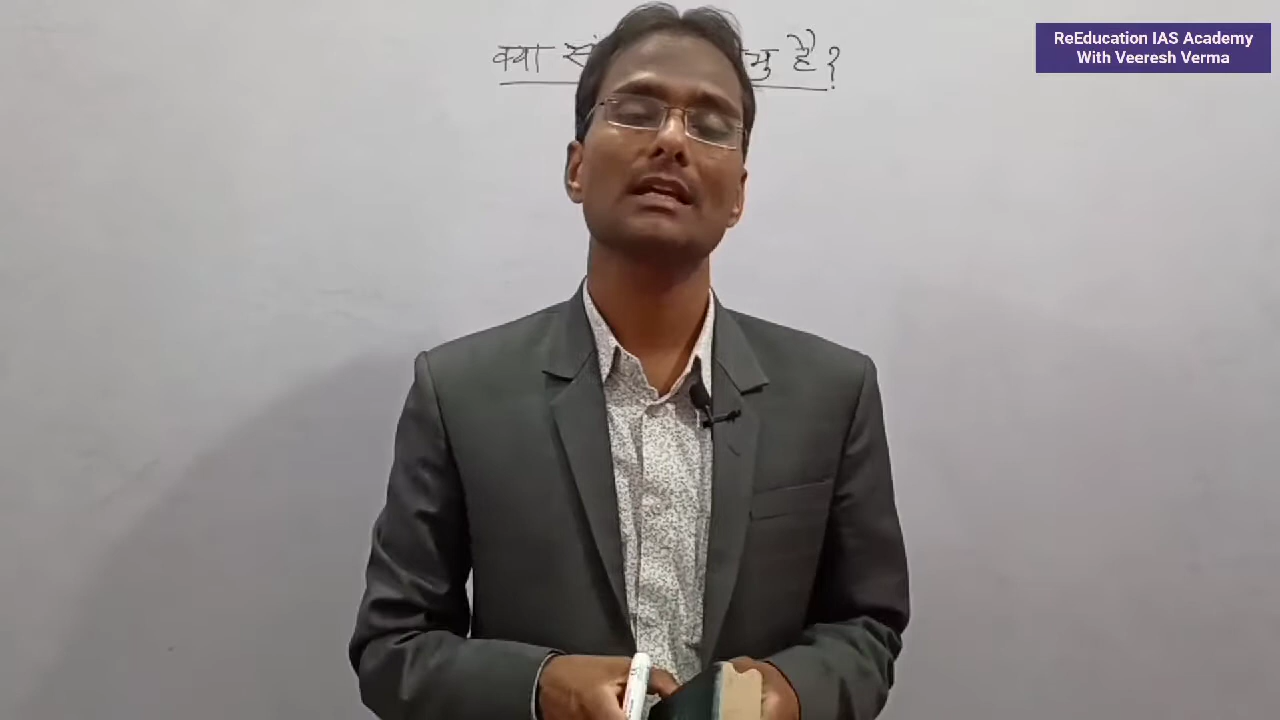 क्या है?
ReEducation IAS Academy
With Veeresh Verma